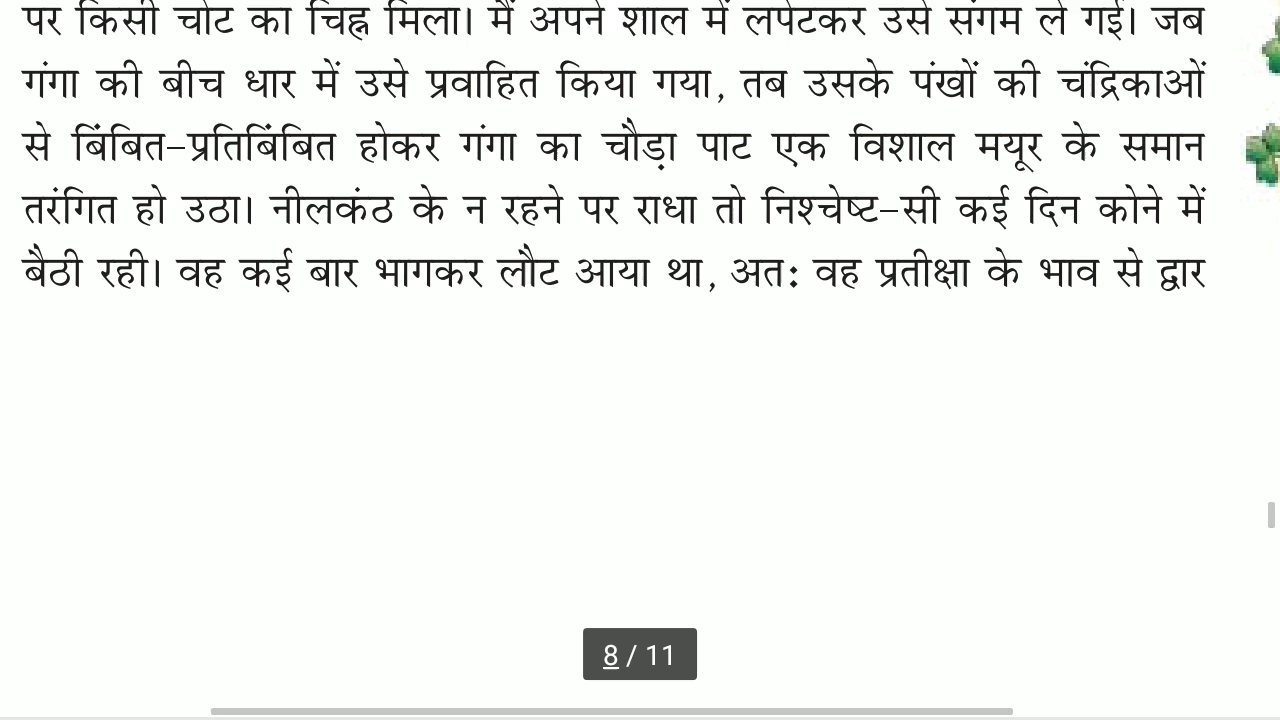 पर किसी चोट का चिह्न मिला। मैं अपने शाल में लपेटकर उसे संगम ले गई। जब
गंगा की बीच धार में उसे प्रवाहित किया गया, तब उसके पंखों की चंद्रिकाओं
से बिंबित-प्रतिबिंबित होकर गंगा का चौड़ा पाट एक विशाल मयूर के समान
तरंगित हो उठा। नीलकंठ के न रहने पर राधा तो निश्चेष्ट-सी कई दिन कोने में
बैठी रही। वह कई बार भागकर लौट आया था, अतः वह प्रतीक्षा के भाव से द्वार
8 / 11